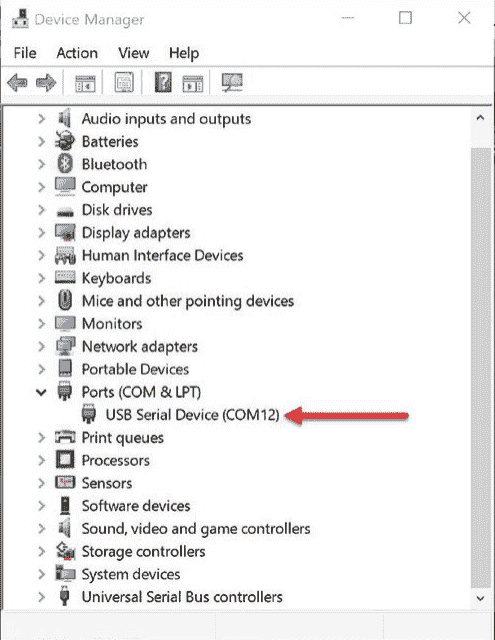 Device Manager
File Action View Help
Audio inputs and outputs
Batteries
Bluetooth
Computer
Disk drives
Display adapters
Human Interface Devices
Keyboards
Mice and other pointing devices
Monitors
Network adapters
Portable Devices
Ports (COM & LPT)
USB Serial Device (COM12)
Print queues
Processors
Sensors
Software devices
Sound, video and game controllers
Storage controllers
System devices
Universal Serial Bus controllers